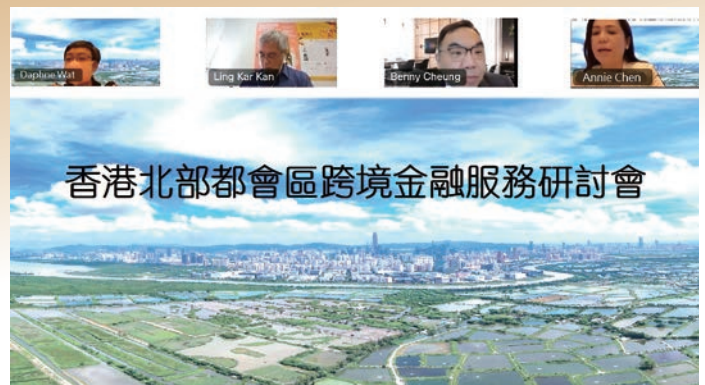 Daphne Wat
Ling Kar Kan
Benny Cheung
Annie Chen
香港北部都會區跨境金融服務研討會